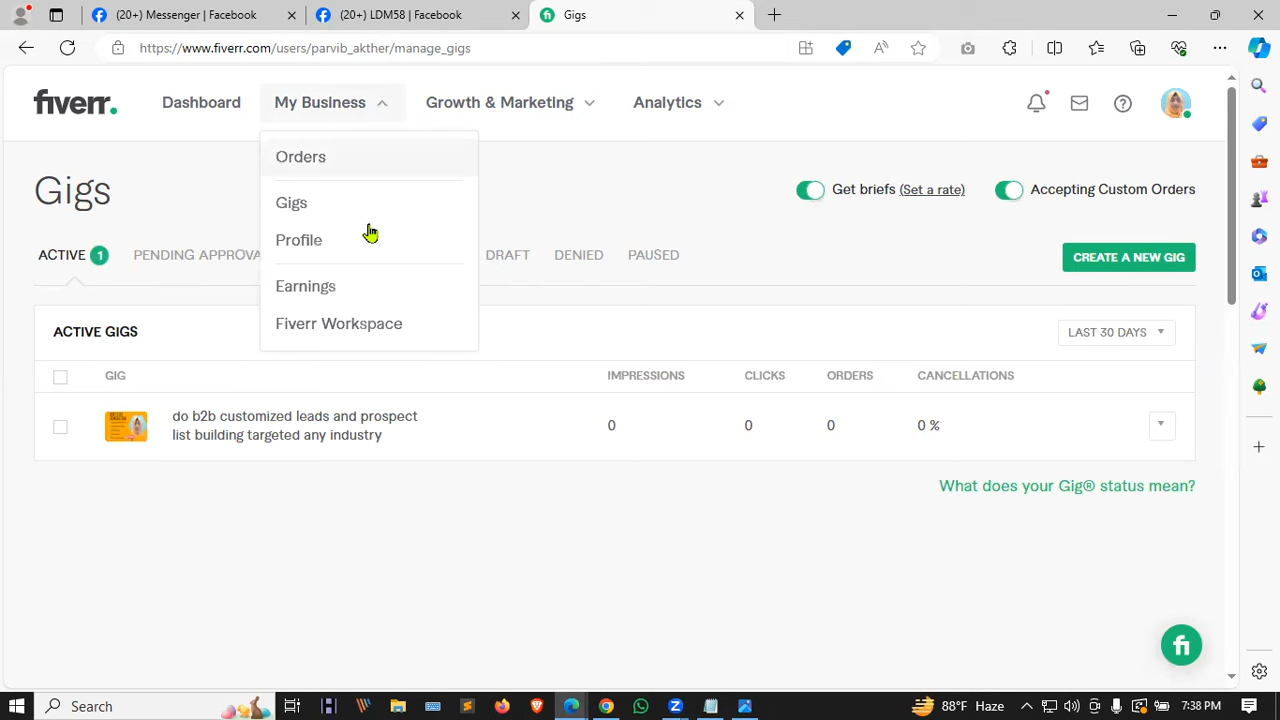 (20+) Messenger | Facebook
(20+) LDM58 | Facebook
Gigs
https://www.fiverr.com/users/parvib_akther/manage_gigs
fiverr.
Dashboard
My Business
Growth & Marketing
Analytics
Orders
Gigs
Profile
Earnings
Fiverr Workspace
Gigs
Get briefs (Set a rate)
Accepting Custom Orders
ACTIVE 1
PENDING APPROVA
DRAFT
DENIED
PAUSED
CREATE A NEW GIG
ACTIVE GIGS
LAST 30 DAYS
GIG
IMPRESSIONS
CLICKS
ORDERS
CANCELLATIONS
do b2b customized leads and prospect
list building targeted any industry
0
0
0
0 %
What does your Gig® status mean?
fi
Search
88°F Haze
7:38 PM